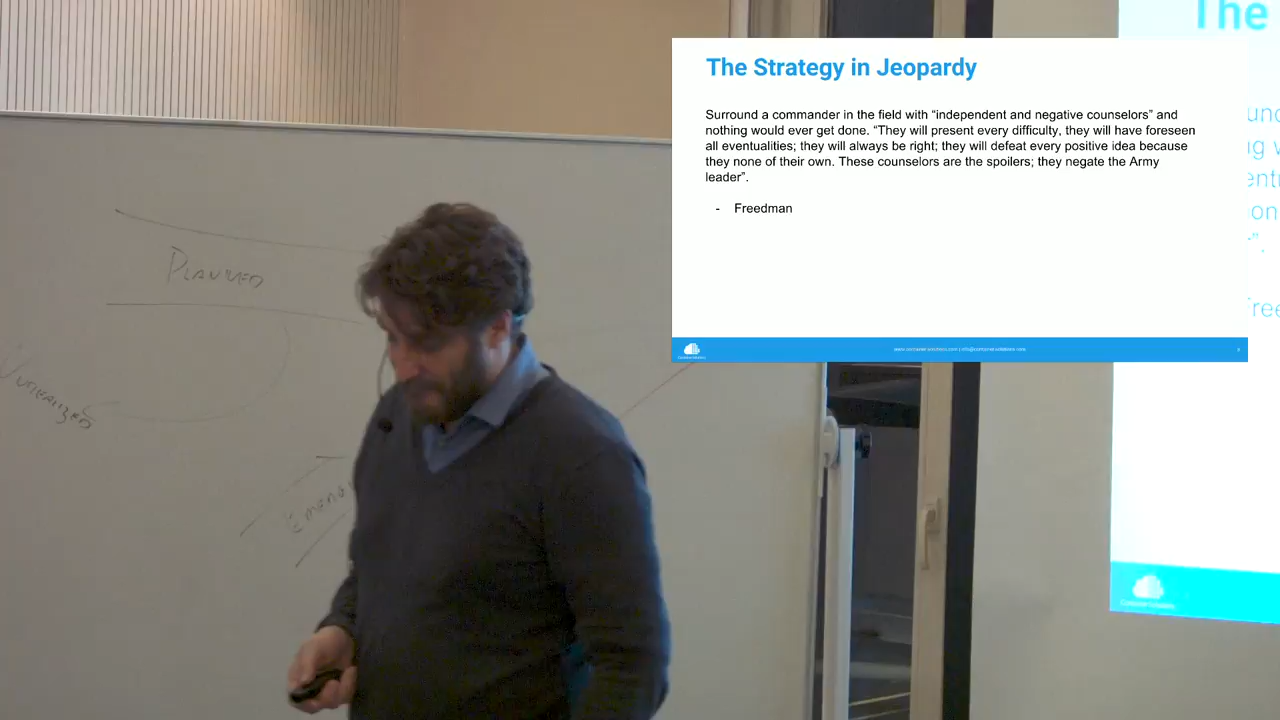 The Strategy in Jeopardy
Surround a commander in the field with “independent and negative counselors” and
nothing would ever get done. “They will present every difficulty, they will have foreseen
all eventualities; they will always be right; they will defeat every positive idea because
they none of their own. These counselors are the spoilers; they negate the Army
leader”.
- Freedman
PLANNED
The